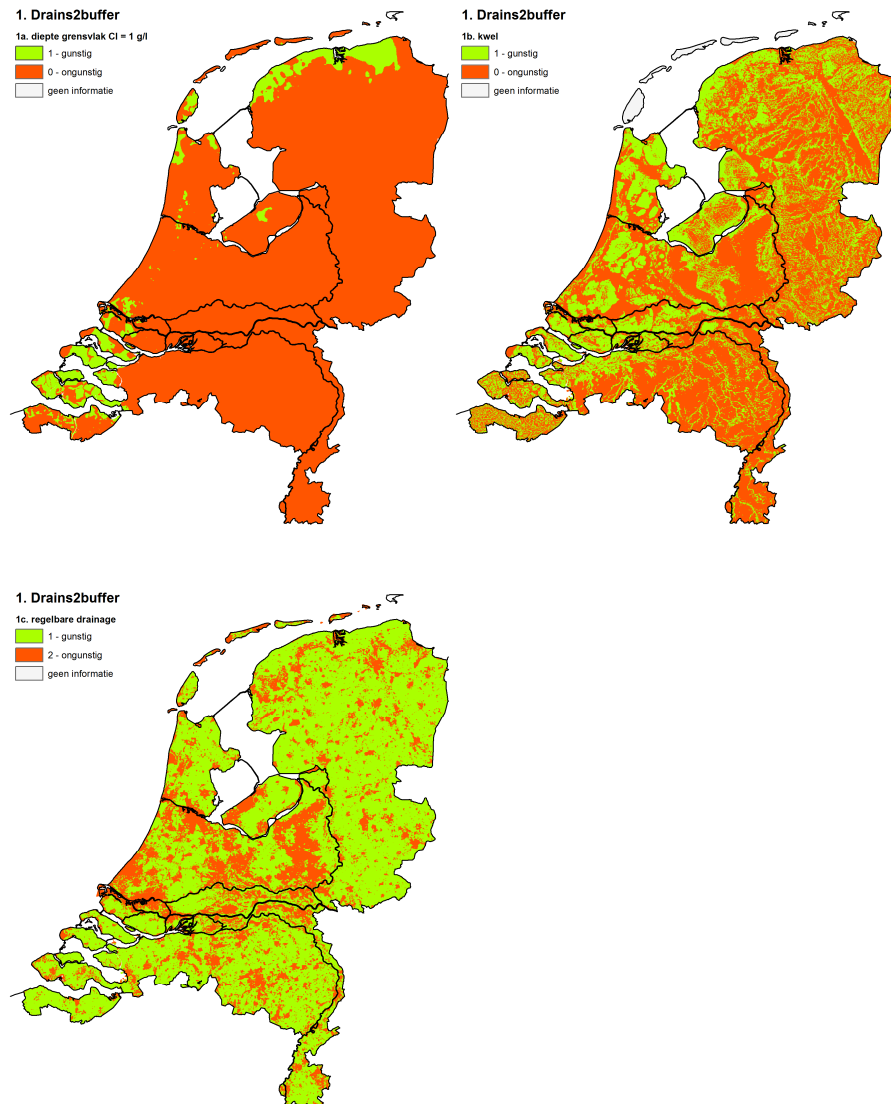 1. Drains2buffer
1a. diepte grensvlak Cl = 1 g/l
1 - gunstig
0 - ongunstig
geen informatie
1. Drains2buffer
1b. kwel
1 - gunstig
0 - ongunstig
geen informatie
1. Drains2buffer
1c. regelbare drainage
1 - gunstig
2 - ongunstig
geen informatie